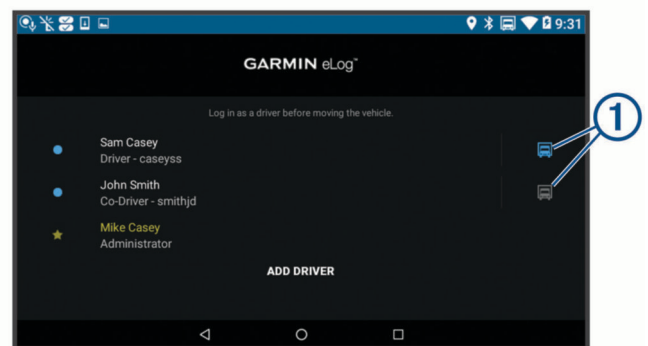 9:31
GARMIN eLog™
Log in as a driver before moving the vehicle.
1
Sam Casey
Driver - caseyss
John Smith
Co-Driver - smithjd
Mike Casey
Administrator
ADD DRIVER